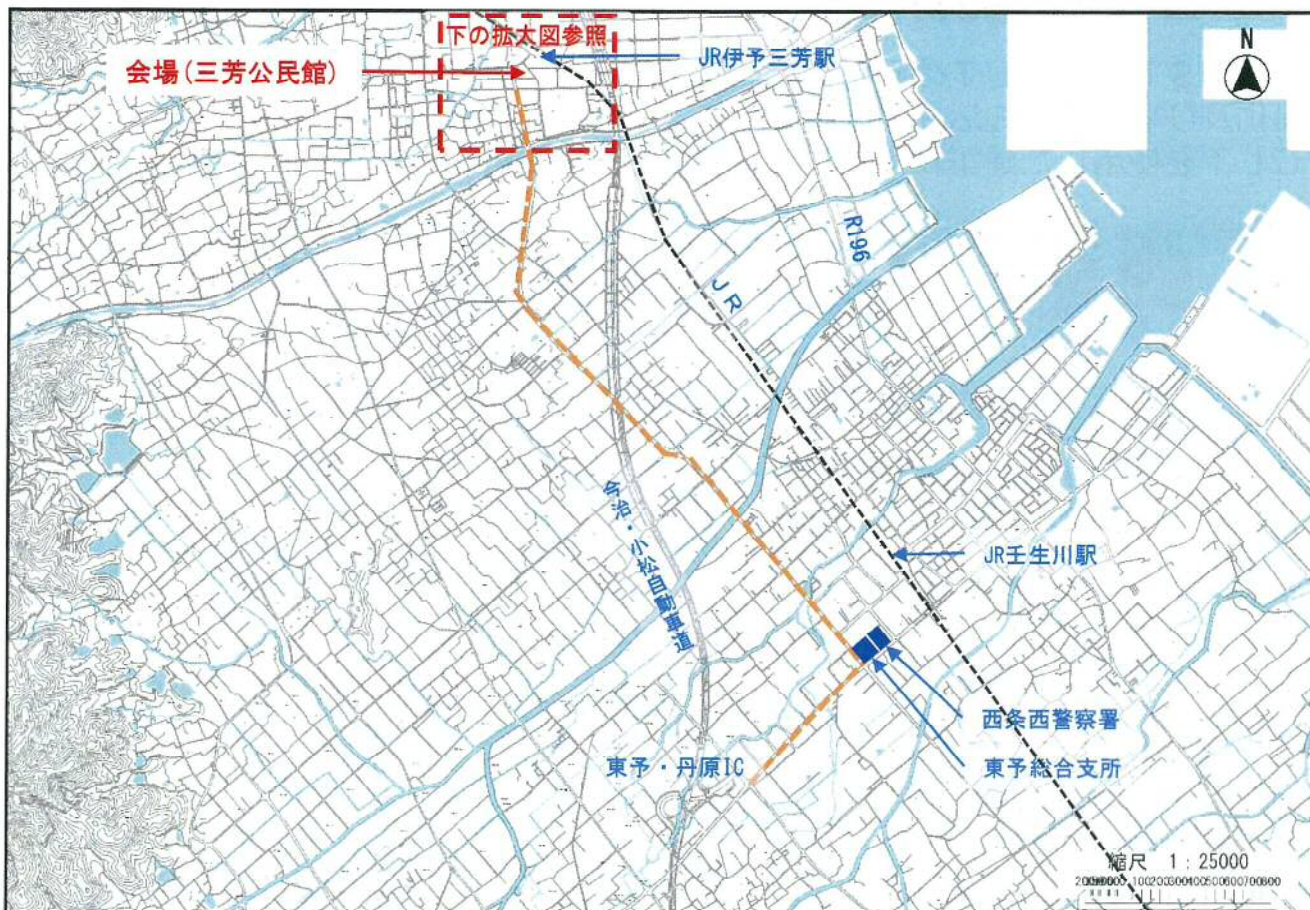 下の拡大図参照
JR伊予三芳駅
会場(三芳公民館)
N
R196
JR
今治・小松自動車道
JR壬生川駅
西条西警察署
東予総合支所
東予・丹原IC
縮尺 1:25000
100200300400500600700800